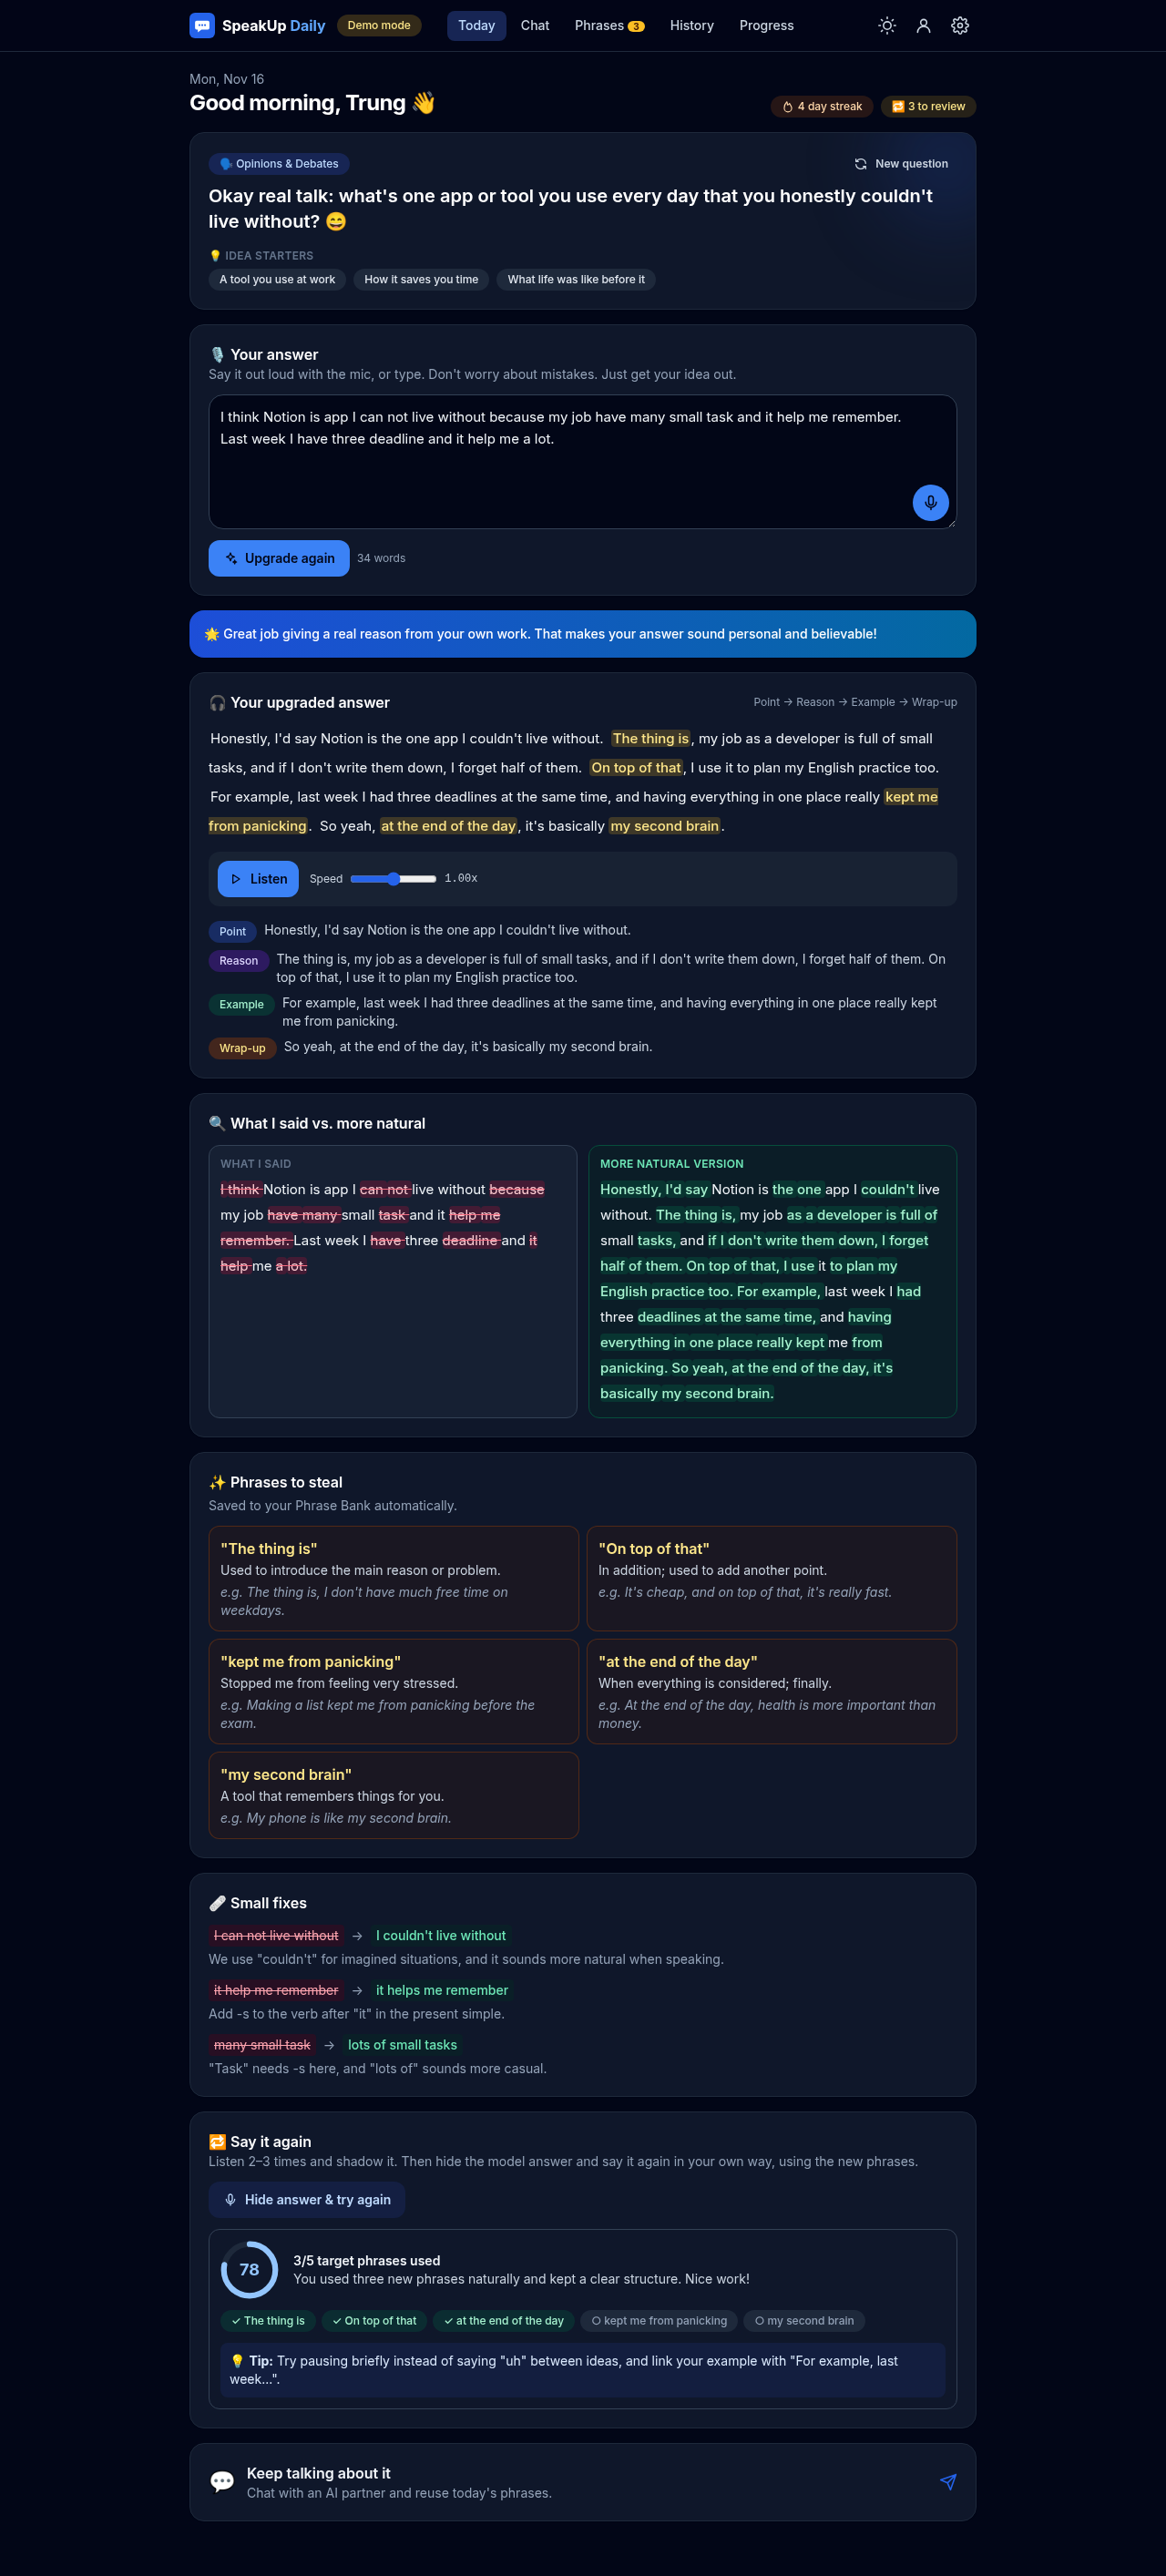 SpeakUp Daily Demo mode Today Chat Phrases 3 History Progress
Mon, Nov 16
Good morning, Trung 👋
4 day streak 🔁 3 to review
🗣️ Opinions & Debates New question
Okay real talk: what's one app or tool you use every day that you honestly couldn't
live without? 😄
💡 IDEA STARTERS
A tool you use at work How it saves you time What life was like before it
🎙️ Your answer
Say it out loud with the mic, or type. Don't worry about mistakes. Just get your idea out.
I think Notion is app I can not live without because my job have many small task and it help me remember.
Last week I have three deadline and it help me a lot.
Upgrade again 34 words
🌟 Great job giving a real reason from your own work. That makes your answer sound personal and believable!
🎧 Your upgraded answer Point → Reason → Example → Wrap-up
Honestly, I'd say Notion is the one app I couldn't live without. The thing is, my job as a developer is full of small
tasks, and if I don't write them down, I forget half of them. On top of that, I use it to plan my English practice too.
For example, last week I had three deadlines at the same time, and having everything in one place really kept me
from panicking. So yeah, at the end of the day, it's basically my second brain.
Listen Speed 1.00x
Point Honestly, I'd say Notion is the one app I couldn't live without.
Reason The thing is, my job as a developer is full of small tasks, and if I don't write them down, I forget half of them. On
top of that, I use it to plan my English practice too.
Example For example, last week I had three deadlines at the same time, and having everything in one place really kept
me from panicking.
Wrap-up So yeah, at the end of the day, it's basically my second brain.
🔍 What I said vs. more natural
WHAT I SAID
I think Notion is app I can not live without because
my job have many small task and it help me
remember. Last week I have three deadline and it
help me a lot.
MORE NATURAL VERSION
Honestly, I'd say Notion is the one app I couldn't live
without. The thing is, my job as a developer is full of
small tasks, and if I don't write them down, I forget
half of them. On top of that, I use it to plan my
English practice too. For example, last week I had
three deadlines at the same time, and having
everything in one place really kept me from
panicking. So yeah, at the end of the day, it's
basically my second brain.
✨ Phrases to steal
Saved to your Phrase Bank automatically.
"The thing is"
Used to introduce the main reason or problem.
e.g. The thing is, I don't have much free time on
weekdays.
"On top of that"
In addition; used to add another point.
e.g. It's cheap, and on top of that, it's really fast.
"kept me from panicking"
Stopped me from feeling very stressed.
e.g. Making a list kept me from panicking before the
exam.
"at the end of the day"
When everything is considered; finally.
e.g. At the end of the day, health is more important than
money.
"my second brain"
A tool that remembers things for you.
e.g. My phone is like my second brain.
🩹 Small fixes
I can not live without → I couldn't live without
We use "couldn't" for imagined situations, and it sounds more natural when speaking.
it help me remember → it helps me remember
Add -s to the verb after "it" in the present simple.
many small task → lots of small tasks
"Task" needs -s here, and "lots of" sounds more casual.
🔁 Say it again
Listen 2–3 times and shadow it. Then hide the model answer and say it again in your own way, using the new phrases.
Hide answer & try again
78
3/5 target phrases used
You used three new phrases naturally and kept a clear structure. Nice work!
✓ The thing is ✓ On top of that ✓ at the end of the day ○ kept me from panicking ○ my second brain
💡 Tip: Try pausing briefly instead of saying "uh" between ideas, and link your example with "For example, last
week...".
💬 Keep talking about it
Chat with an AI partner and reuse today's phrases.